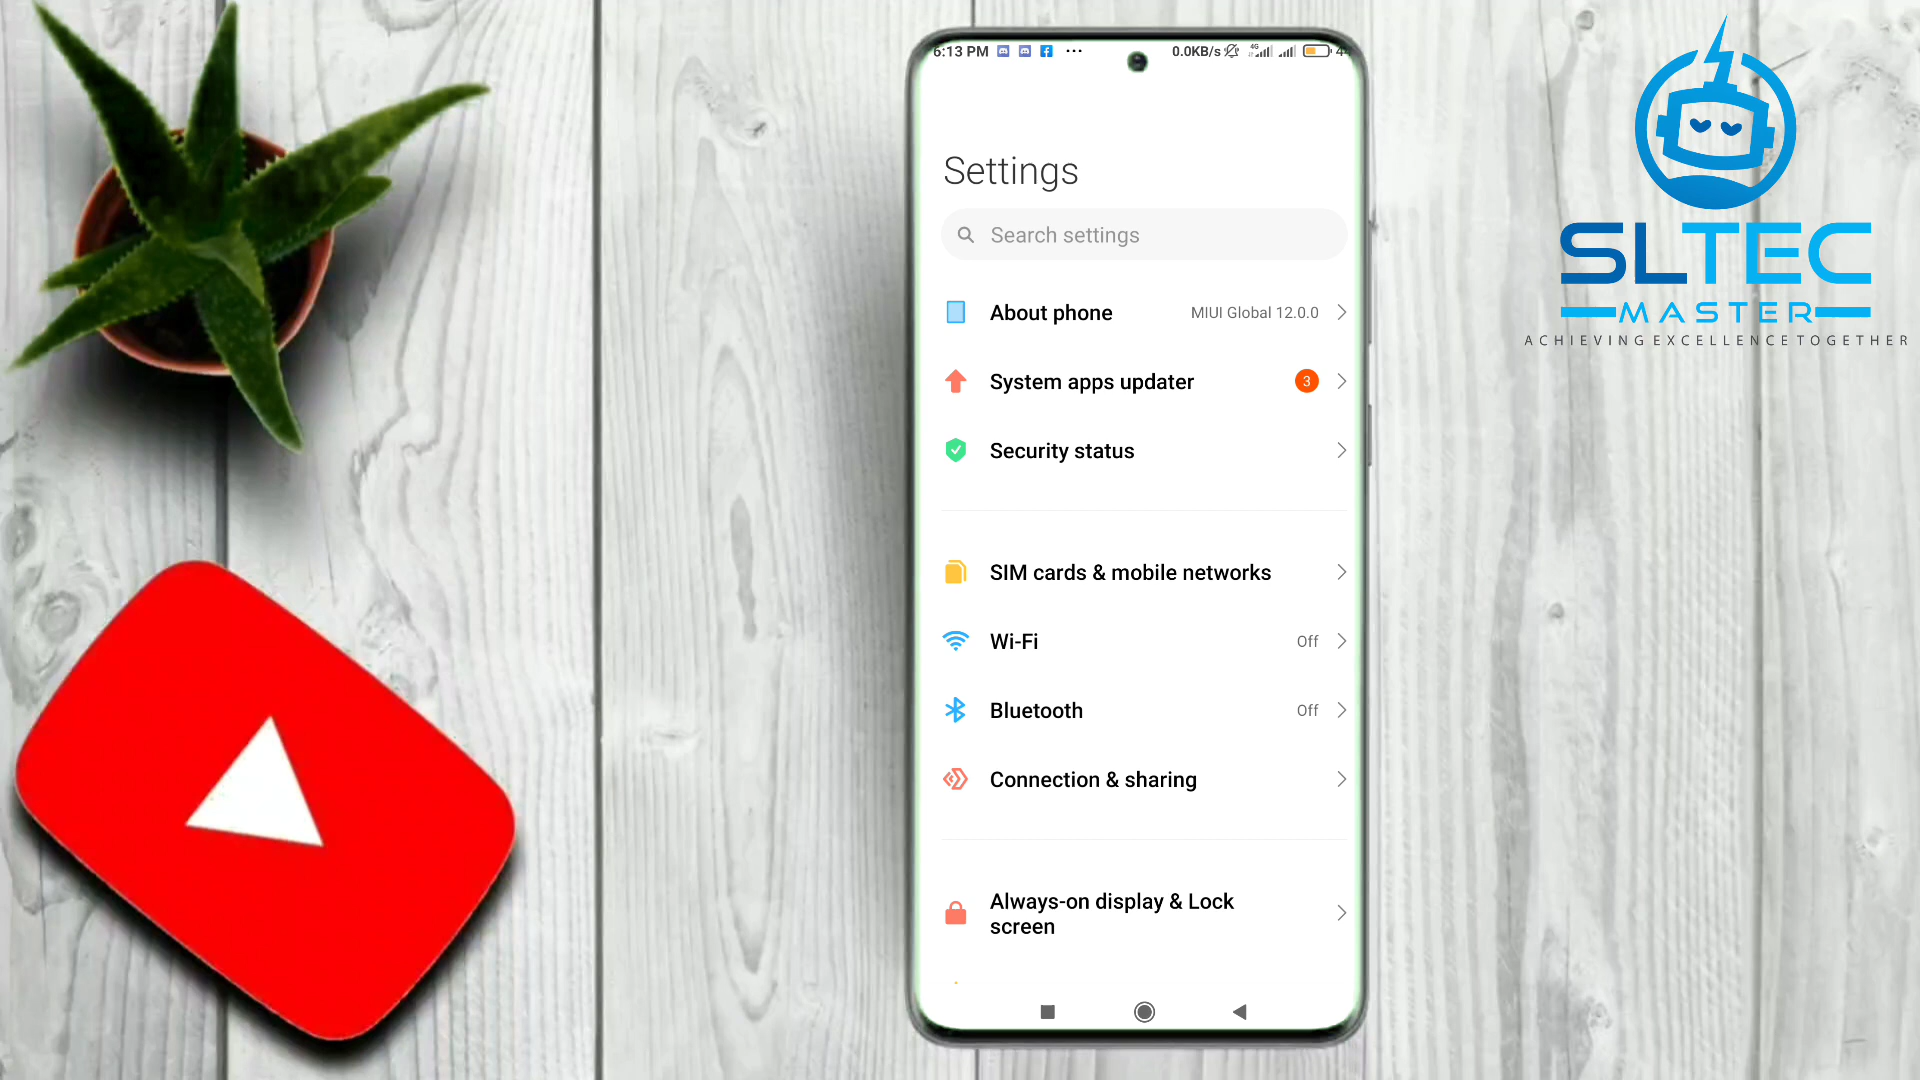 6:13 PM
0.0KB/s
4G
Settings
Search settings
About phone
MIUI Global 12.0.0
System apps updater
3
Security status
SIM cards & mobile networks
Wi-Fi
Off
Bluetooth
Off
Connection & sharing
Always-on display & Lock
screen
SLTEC
MASTER
ACHIEVING EXCELLENCE TOGETHER